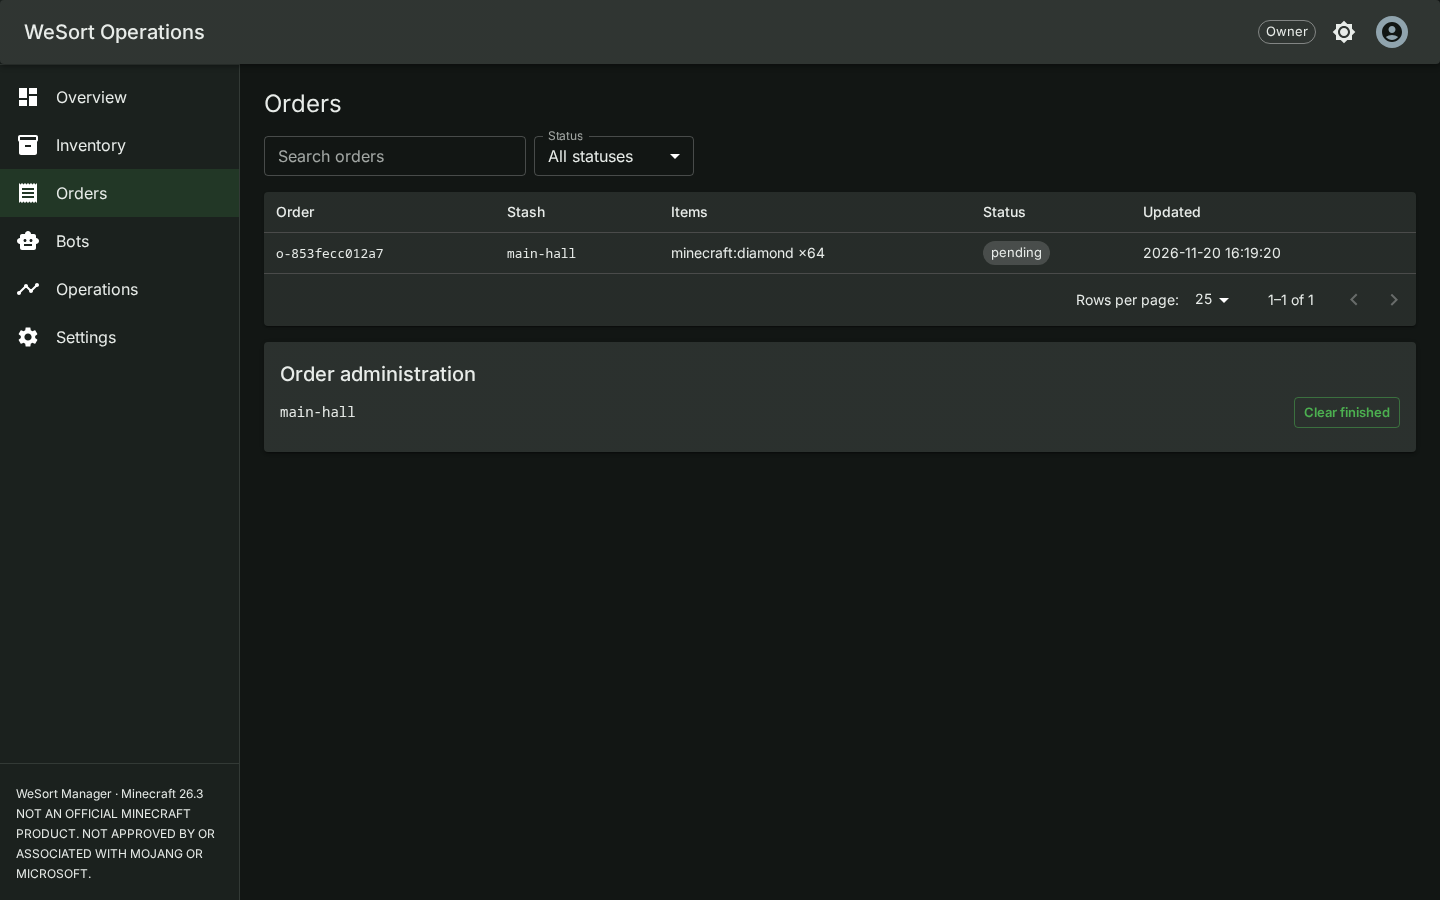 WeSort Operations
Owner
Overview
Inventory
Orders
Bots
Operations
Settings
WeSort Manager · Minecraft 26.3
NOT AN OFFICIAL MINECRAFT
PRODUCT. NOT APPROVED BY OR
ASSOCIATED WITH MOJANG OR
MICROSOFT.
Orders
Search orders
Status
All statuses
Order Stash Items Status Updated
o-853fecc012a7 main-hall minecraft:diamond ×64 pending 2026-11-20 16:19:20
Rows per page: 25 1–1 of 1
Order administration
main-hall
Clear finished